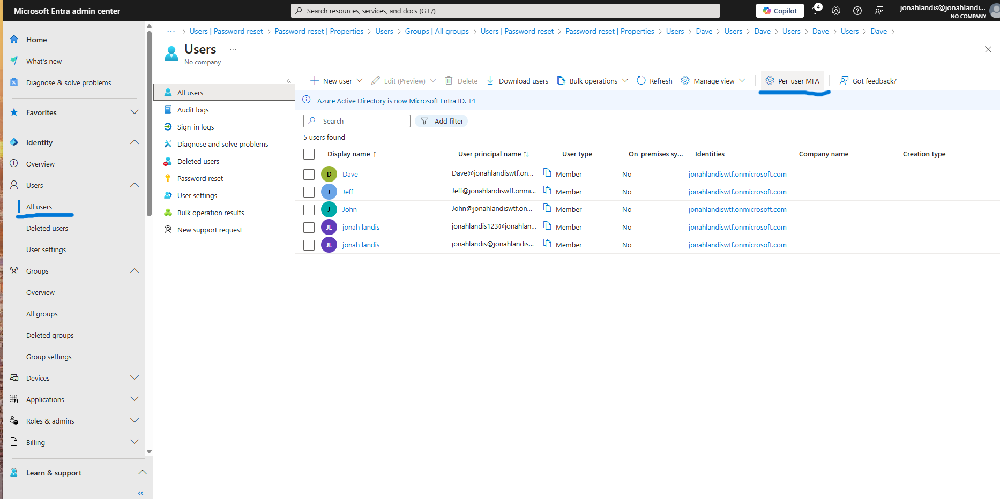 Microsoft Entra admin center
Search resources, services, and docs (G+/)
Copilot
4
jonahlandis@jonahlandi...
NO COMPANY
Home
What's new
Diagnose & solve problems
Favorites
Identity
Overview
Users
All users
Deleted users
User settings
Groups
Overview
All groups
Deleted groups
Group settings
Devices
Applications
Roles & admins
Billing
Learn & support
... > Users | Password reset > Password reset | Properties > Users > Groups | All groups > Users | Password reset > Password reset | Properties > Users > Dave > Users > Dave > Users > Dave > Users > Dave >
Users ...
No company
All users
Audit logs
Sign-in logs
Diagnose and solve problems
Deleted users
Password reset
User settings
Bulk operation results
New support request
New user Edit (Preview) Delete Download users Bulk operations Refresh Manage view Per-user MFA Got feedback?
Azure Active Directory is now Microsoft Entra ID.
Search Add filter
5 users found
Display name ↑ User principal name ↑↓ User type On-premises sy... Identities Company name Creation type
D Dave Dave@jonahlandiswtf.on... Member No jonahlandiswtf.onmicrosoft.com
J Jeff Jeff@jonahlandiswtf.onmi... Member No jonahlandiswtf.onmicrosoft.com
J John John@jonahlandiswtf.on... Member No jonahlandiswtf.onmicrosoft.com
JL jonah landis jonahlandis123@jonahlan... Member No jonahlandiswtf.onmicrosoft.com
JL jonah landis jonahlandis@jonahlandis... Member No jonahlandiswtf.onmicrosoft.com